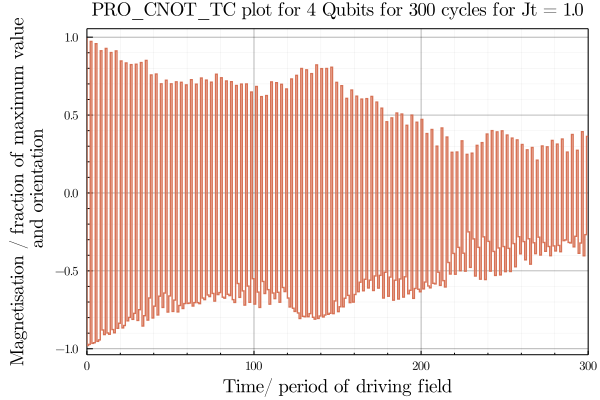 PRO_CNOT_TC plot for 4 Qubits for 300 cycles for Jt = 1.0
Magnetisation / fraction of maximum value
and orientation
1.0
0.5
0.0
−0.5
−1.0
0
100
200
300
Time/ period of driving field